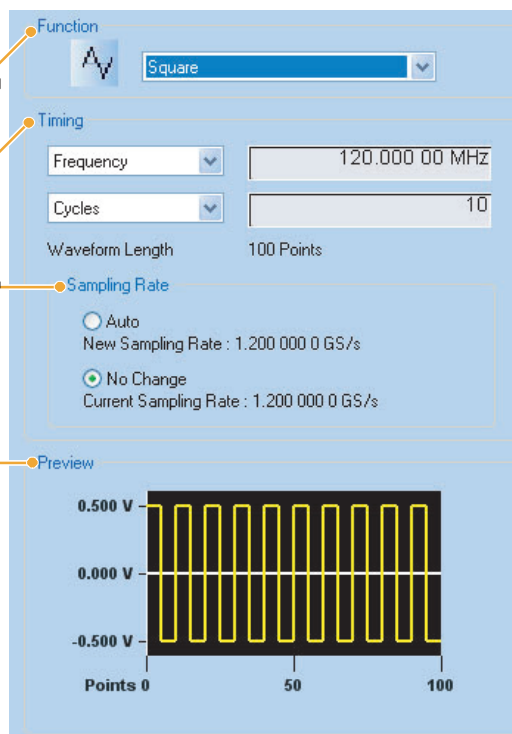 Function
Square
Timing
Frequency 120.000 00 MHz
Cycles 10
Waveform Length 100 Points
Sampling Rate
Auto
New Sampling Rate : 1.200 000 0 GS/s
No Change
Current Sampling Rate : 1.200 000 0 GS/s
Preview
0.500 V
0.000 V
-0.500 V
Points 0 50 100